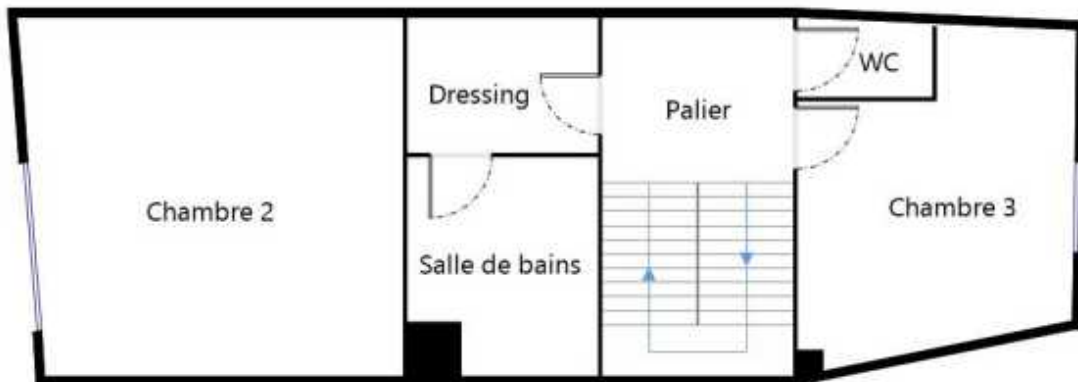 WC
Dressing
Palier
Chambre 2
Chambre 3
Salle de bains